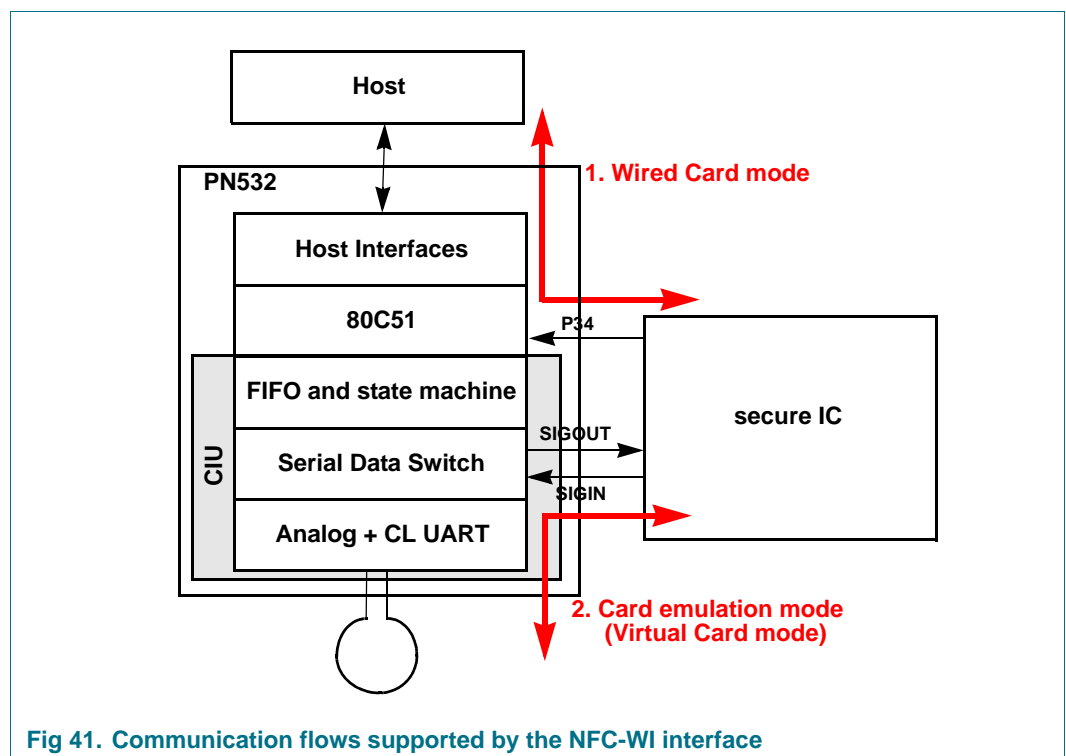 Host
1. Wired Card mode
PN532
Host Interfaces
80C51
P34
FIFO and state machine
secure IC
SIGOUT
CIU
Serial Data Switch
SIGIN
Analog + CL UART
2. Card emulation mode
(Virtual Card mode)
Fig 41. Communication flows supported by the NFC-WI interface